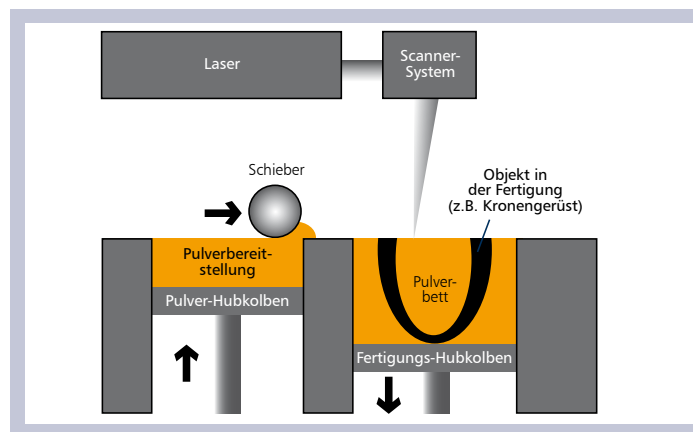 Laser
Scanner-
System
Schieber
Objekt in
der Fertigung
(z.B. Kronengerüst)
Pulverbereit-
stellung
Pulver-
bett
Pulver-Hubkolben
Fertigungs-Hubkolben